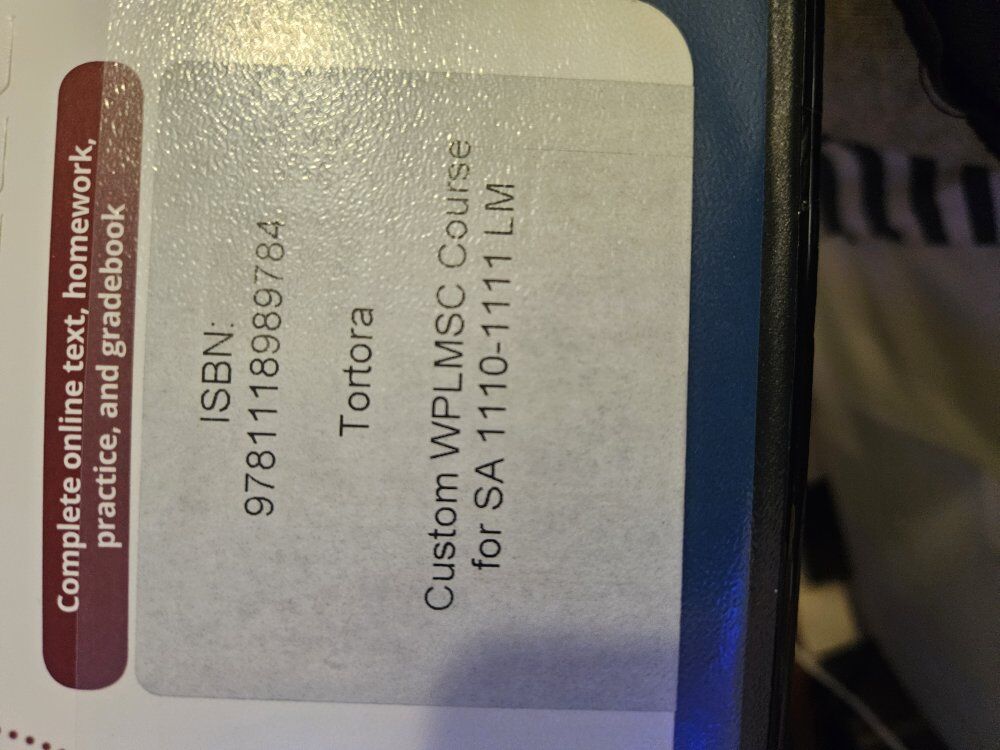 Complete online text, homework,
practice, and gradebook
ISBN:
9781118989784
Tortora
Custom WPLMSC Course
for SA 1110-1111 LM